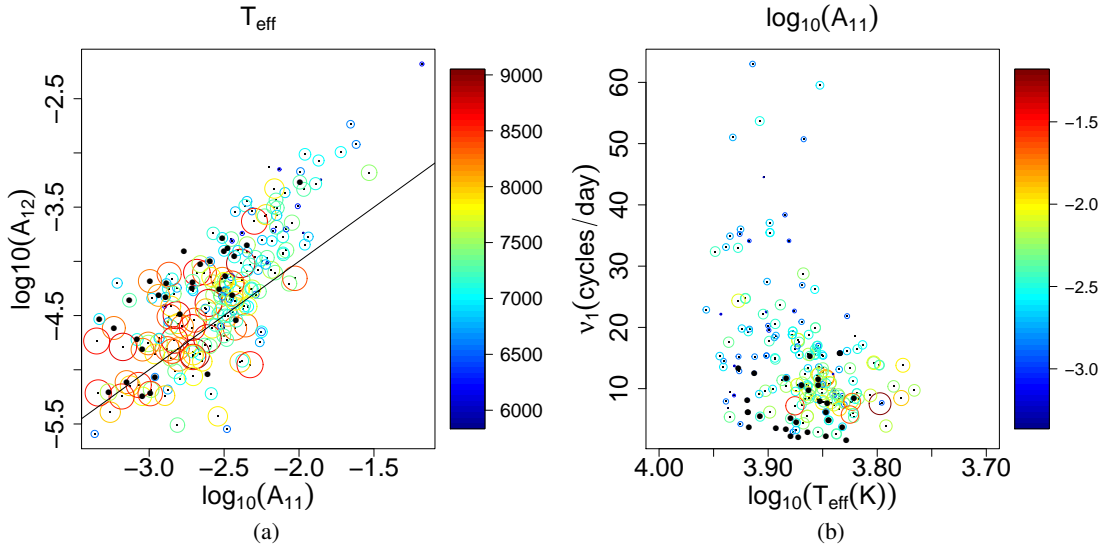 T_eff
log10(A_12)
−2.5
−3.5
−4.5
−5.5
−3.0 −2.5 −2.0 −1.5
log_10(A_11)
9000
8500
8000
7500
7000
6500
6000
(a)
log_10(A_11)
ν_1(cycles/day)
60
50
40
30
20
10
4.00 3.90 3.80 3.70
log_10(T_eff(K))
−1.5
−2.0
−2.5
−3.0
(b)